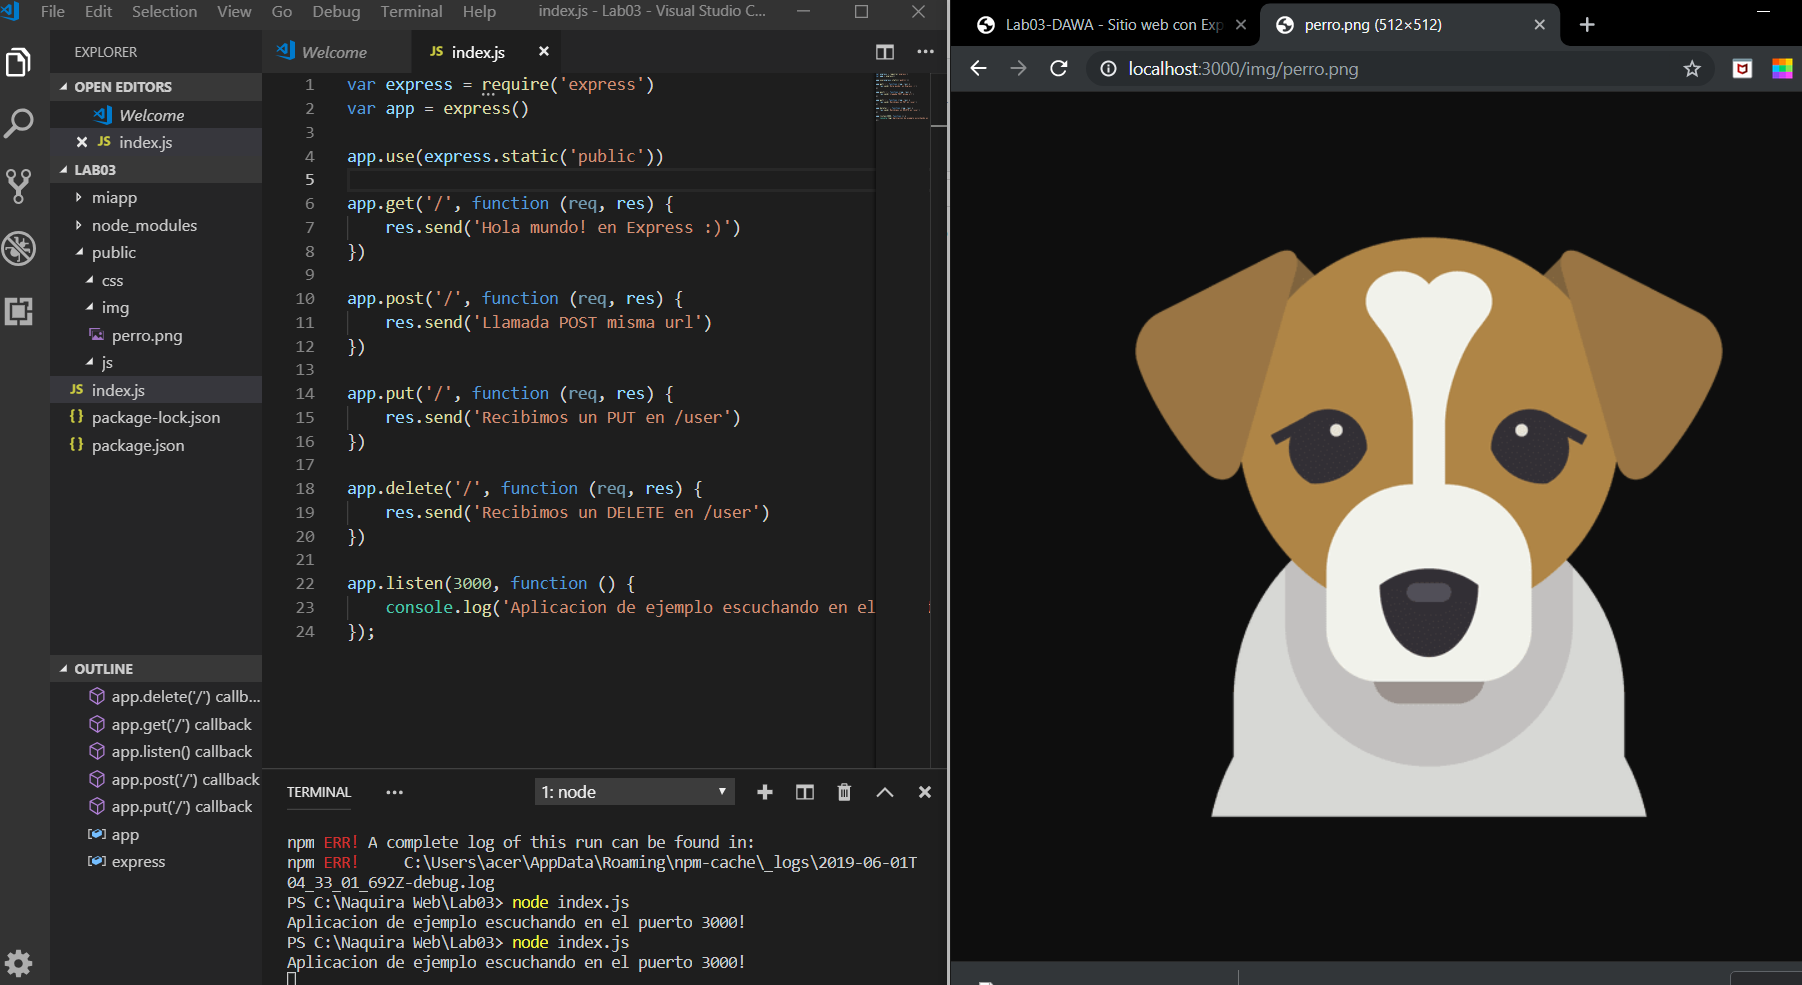 File Edit Selection View Go Debug Terminal Help index.js - Lab03 - Visual Studio C...
EXPLORER
OPEN EDITORS
Welcome
index.js
LAB03
miapp
node_modules
public
css
img
perro.png
js
JS index.js
{} package-lock.json
{} package.json
OUTLINE
app.delete('/') callb...
app.get('/') callback
app.listen() callback
app.post('/') callback
app.put('/') callback
app
express
Welcome JS index.js
1 var express = require('express')
2 var app = express()
3
4 app.use(express.static('public'))
5
6 app.get('/', function (req, res) {
7 res.send('Hola mundo! en Express :)')
8 })
9
10 app.post('/', function (req, res) {
11 res.send('Llamada POST misma url')
12 })
13
14 app.put('/', function (req, res) {
15 res.send('Recibimos un PUT en /user')
16 })
17
18 app.delete('/', function (req, res) {
19 res.send('Recibimos un DELETE en /user')
20 })
21
22 app.listen(3000, function () {
23 console.log('Aplicacion de ejemplo escuchando en el
24 });
TERMINAL ... 1: node
npm ERR! A complete log of this run can be found in:
npm ERR! C:\Users\acer\AppData\Roaming\npm-cache\_logs\2019-06-01T
04_33_01_692Z-debug.log
PS C:\Naquira Web\Lab03> node index.js
Aplicacion de ejemplo escuchando en el puerto 3000!
PS C:\Naquira Web\Lab03> node index.js
Aplicacion de ejemplo escuchando en el puerto 3000!
Lab03-DAWA - Sitio web con Exp perro.png (512×512)
localhost:3000/img/perro.png